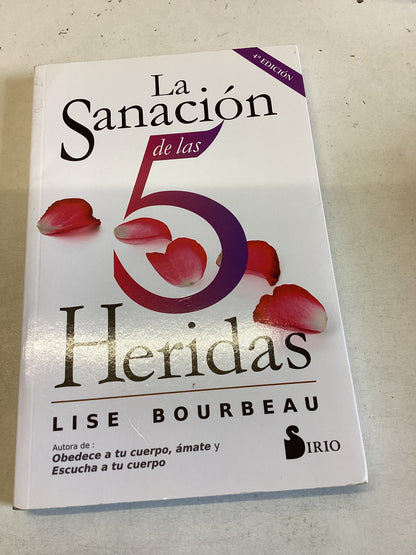 4ª EDICIÓN
La
Sanación
de las
5
Heridas
LISE BOURBEAU
Autora de :
Obedece a tu cuerpo, ámate y
Escucha a tu cuerpo
SIRIO